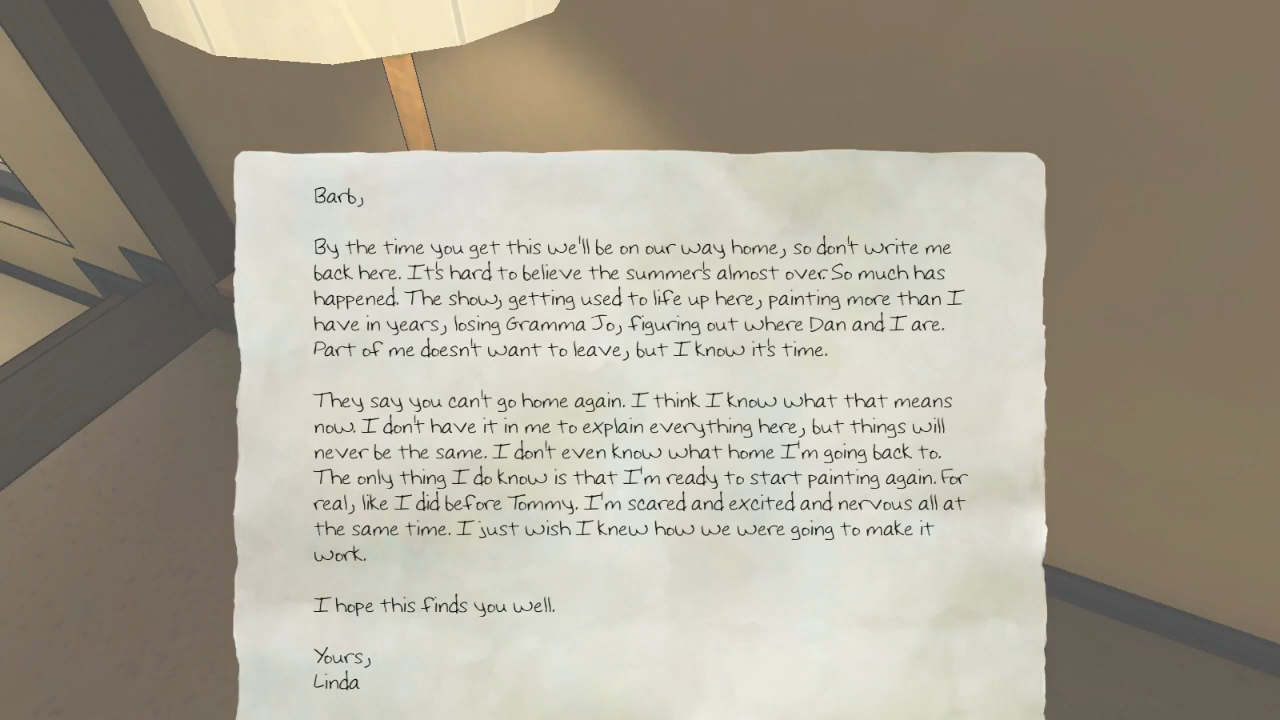 Barb,
By the time you get this we'll be on our way home, so don't write me
back here. It's hard to believe the summer's almost over. So much has
happened. The show, getting used to life up here, painting more than I
have in years, losing Gramma Jo, figuring out where Dan and I are.
Part of me doesn't want to leave, but I know it's time.
They say you can't go home again. I think I know what that means
now. I don't have it in me to explain everything here, but things will
never be the same. I don't even know what home I'm going back to.
The only thing I do know is that I'm ready to start painting again. For
real, like I did before Tommy. I'm scared and excited and nervous all at
the same time. I just wish I knew how we were going to make it
work.
I hope this finds you well.
Yours,
Linda